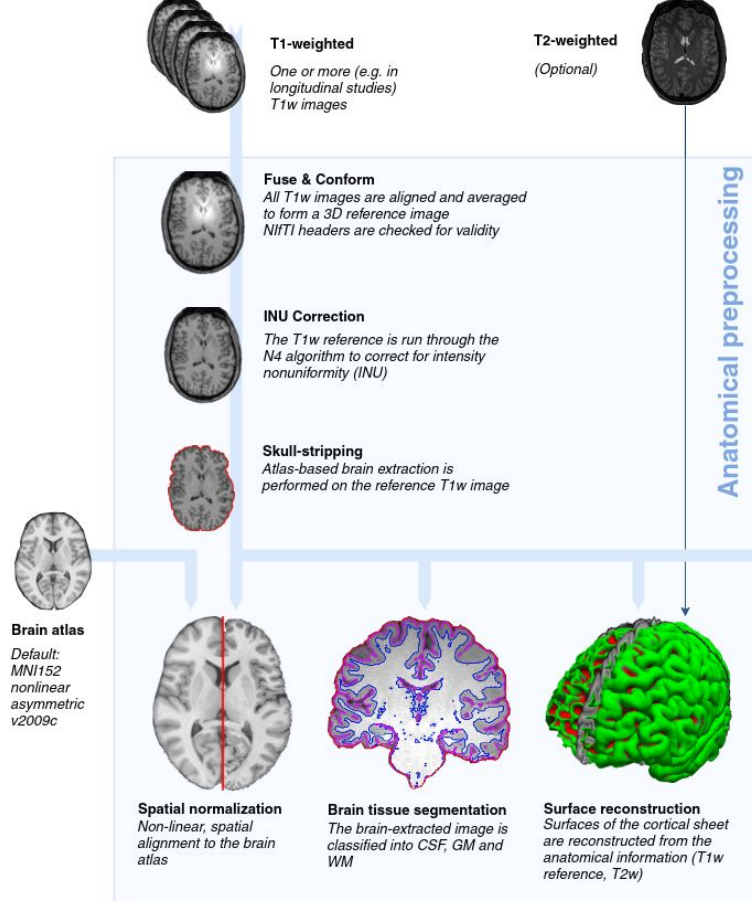 T1-weighted
One or more (e.g. in
longitudinal studies)
T1w images
T2-weighted
(Optional)
Anatomical preprocessing
Fuse & Conform
All T1w images are aligned and averaged
to form a 3D reference image
NIfTI headers are checked for validity
INU Correction
The T1w reference is run through the
N4 algorithm to correct for intensity
nonuniformity (INU)
Skull-stripping
Atlas-based brain extraction is
performed on the reference T1w image
Brain atlas
Default:
MNI152
nonlinear
asymmetric
v2009c
Spatial normalization
Non-linear, spatial
alignment to the brain
atlas
Brain tissue segmentation
The brain-extracted image is
classified into CSF, GM and
WM
Surface reconstruction
Surfaces of the cortical sheet
are reconstructed from the
anatomical information (T1w
reference, T2w)